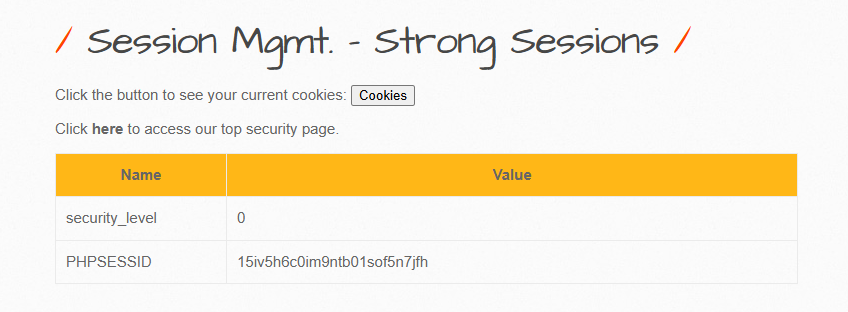 / Session Mgmt. - Strong Sessions /
Click the button to see your current cookies: Cookies
Click here to access our top security page.
Name Value
security_level 0
PHPSESSID 15iv5h6c0im9ntb01sof5n7jfh